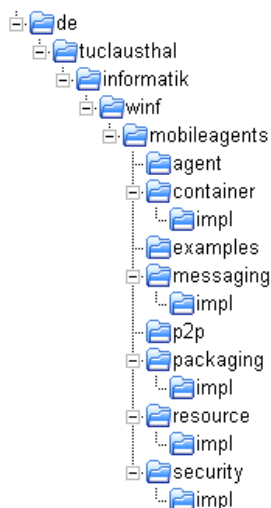 de
tuclausthal
informatik
winf
mobileagents
agent
container
impl
examples
messaging
impl
p2p
packaging
impl
resource
impl
security
impl